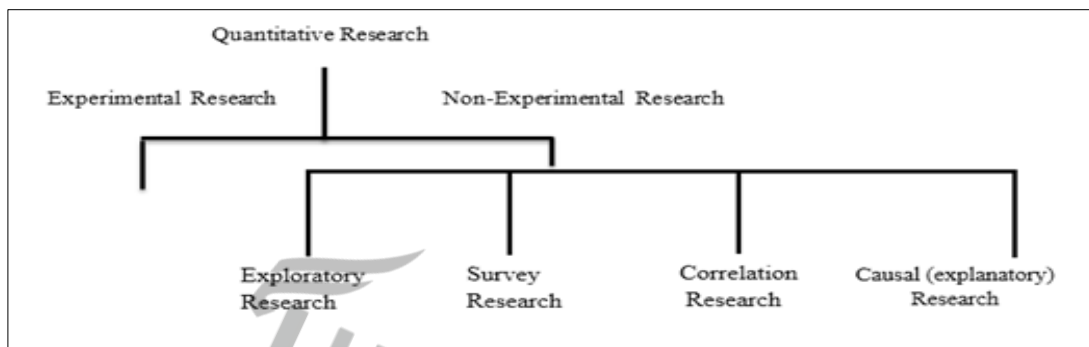 Quantitative Research
Experimental Research
Non-Experimental Research
Exploratory
Research
Survey
Research
Correlation
Research
Causal (explanatory)
Research